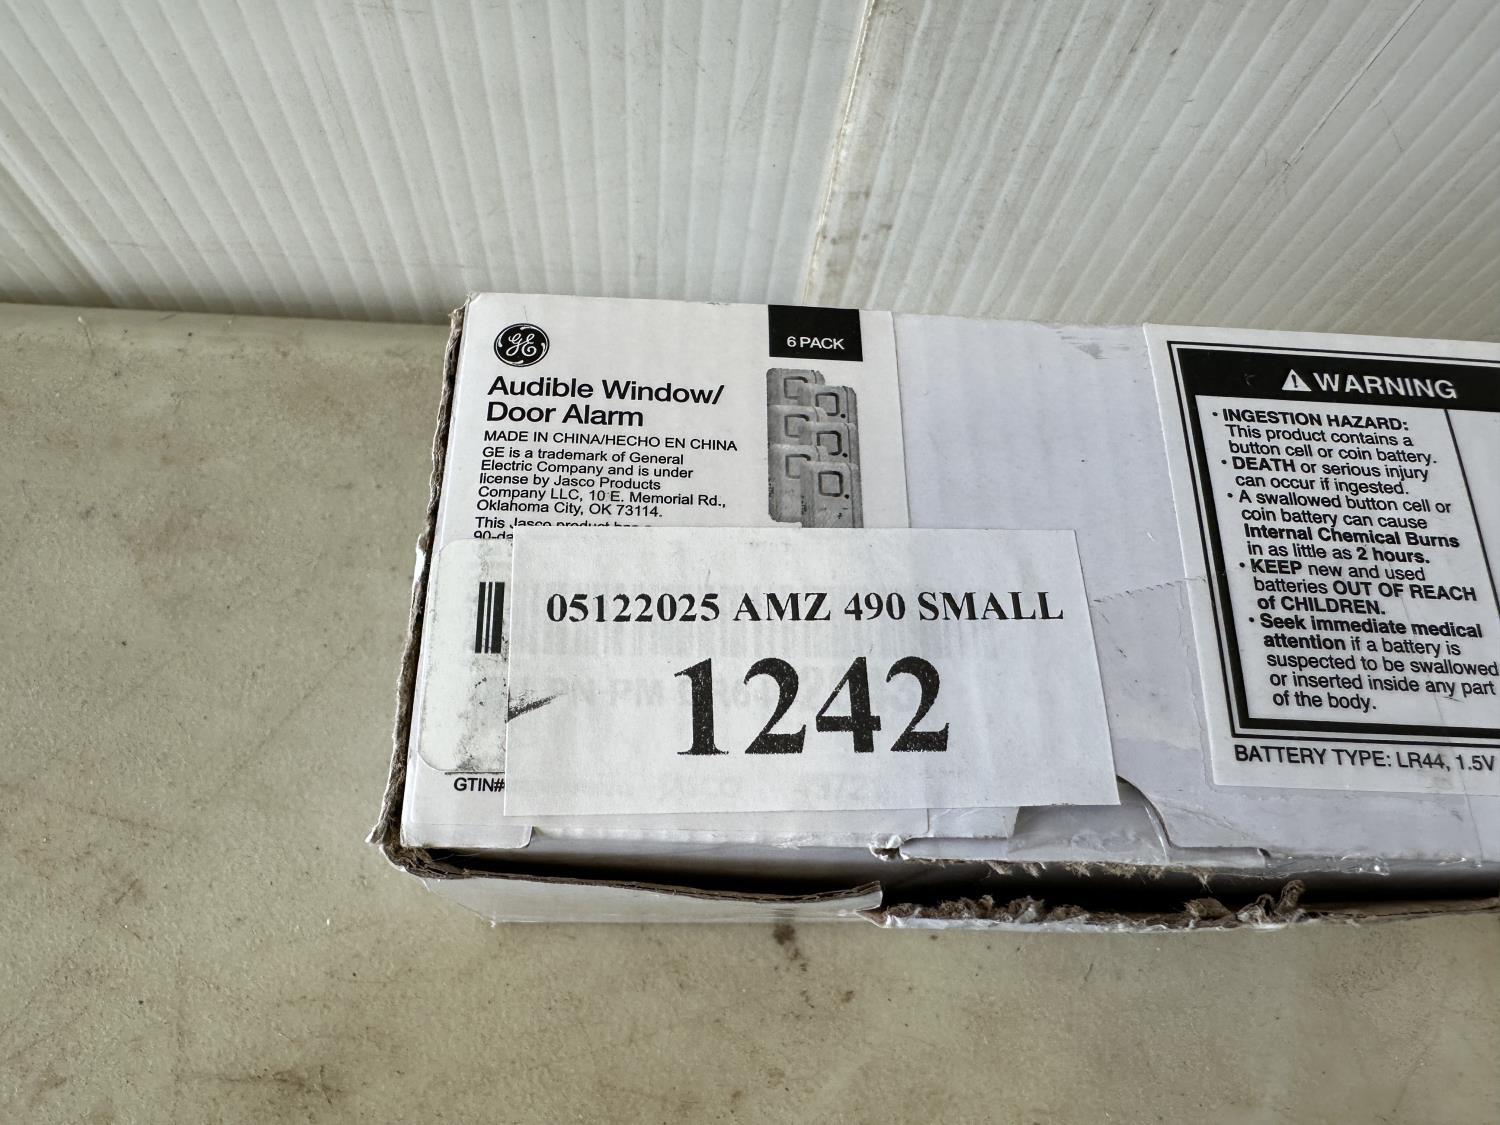 GE
Audible Window/
Door Alarm
MADE IN CHINA/HECHO EN CHINA
GE is a trademark of General
Electric Company and is under
license by Jasco Products
Company LLC, 10 E. Memorial Rd.,
Oklahoma City, OK 73114.
This Jasco product has
90-da
6 PACK
05122025 AMZ 490 SMALL
1242
GTIN#
WARNING
• INGESTION HAZARD:
This product contains a
button cell or coin battery.
• DEATH or serious injury
can occur if ingested.
• A swallowed button cell or
coin battery can cause
Internal Chemical Burns
in as little as 2 hours.
• KEEP new and used
batteries OUT OF REACH
of CHILDREN.
• Seek immediate medical
attention if a battery is
suspected to be swallowed
or inserted inside any part
of the body.
BATTERY TYPE: LR44, 1.5V